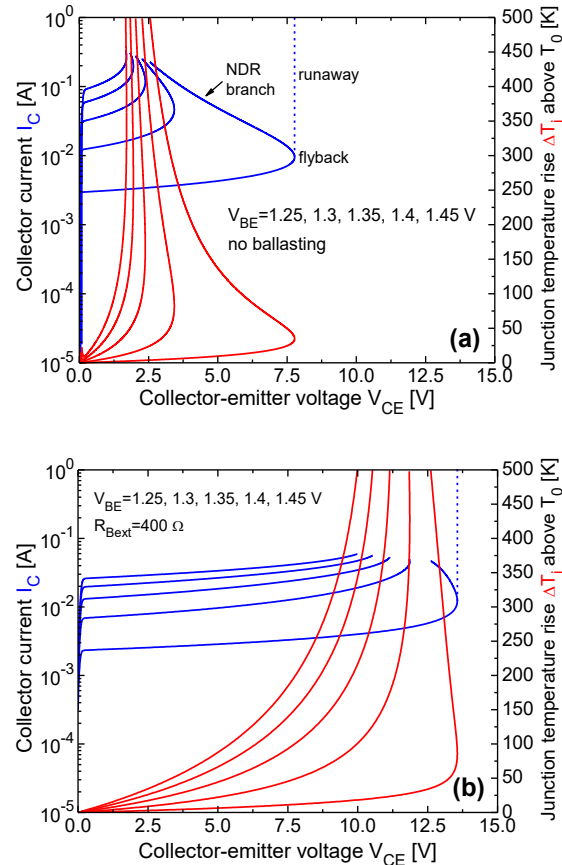 10⁰
10⁻¹
10⁻²
10⁻³
10⁻⁴
10⁻⁵
Collector current I_C [A]
NDR
branch
runaway
flyback
V_BE=1.25, 1.3, 1.35, 1.4, 1.45 V
no ballasting
(a)
500
450
400
350
300
250
200
150
100
50
0
Junction temperature rise ΔT_j above T_0 [K]
0.0 2.5 5.0 7.5 10.0 12.5 15.0
Collector-emitter voltage V_CE [V]
10⁰
10⁻¹
10⁻²
10⁻³
10⁻⁴
10⁻⁵
Collector current I_C [A]
V_BE=1.25, 1.3, 1.35, 1.4, 1.45 V
R_Bext=400 Ω
(b)
500
450
400
350
300
250
200
150
100
50
0
Junction temperature rise ΔT_j above T_0 [K]
0.0 2.5 5.0 7.5 10.0 12.5 15.0
Collector-emitter voltage V_CE [V]